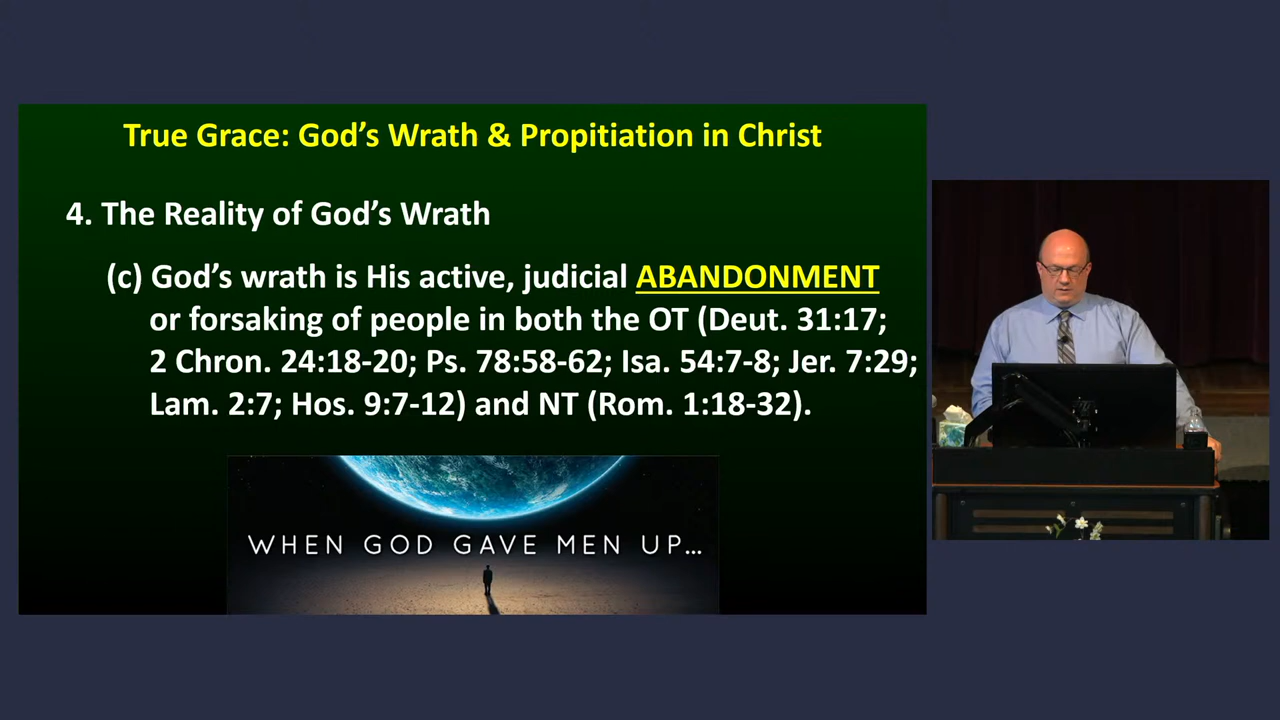 True Grace: God's Wrath & Propitiation in Christ
4. The Reality of God's Wrath
(c) God's wrath is His active, judicial ABANDONMENT
or forsaking of people in both the OT (Deut. 31:17;
2 Chron. 24:18-20; Ps. 78:58-62; Isa. 54:7-8; Jer. 7:29;
Lam. 2:7; Hos. 9:7-12) and NT (Rom. 1:18-32).
WHEN GOD GAVE MEN UP...